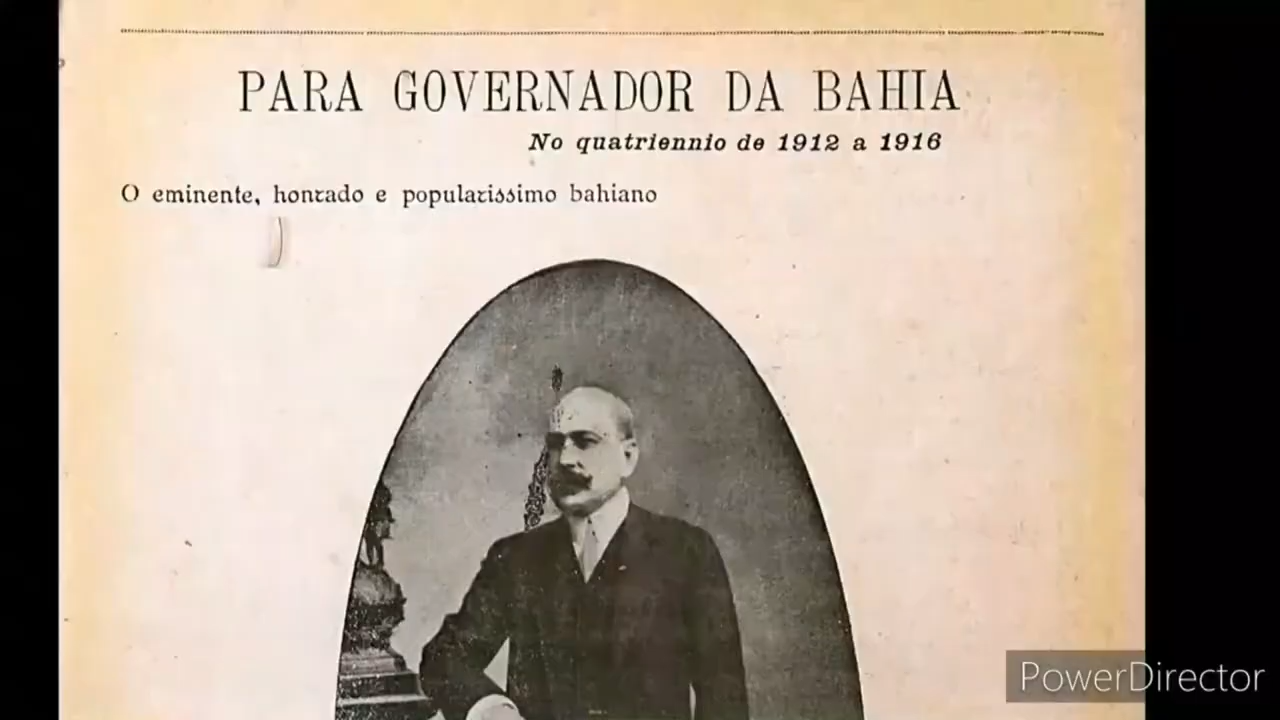 PARA GOVERNADOR DA BAHIA
No quatriennio de 1912 a 1916
O eminente, honrado e popularissimo bahiano
PowerDirector